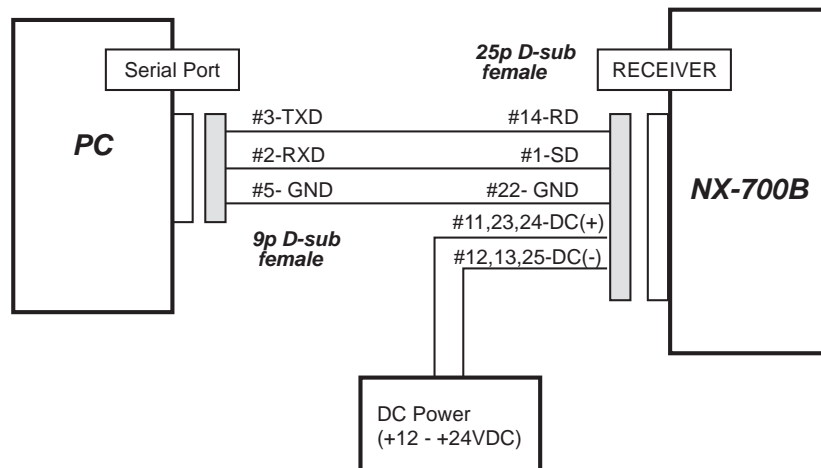 25p D-sub
female
Serial Port
RECEIVER
PC
NX-700B
#3-TXD
#14-RD
#2-RXD
#1-SD
#5- GND
#22- GND
#11,23,24-DC(+)
9p D-sub
female
#12,13,25-DC(-)
DC Power
(+12 - +24VDC)